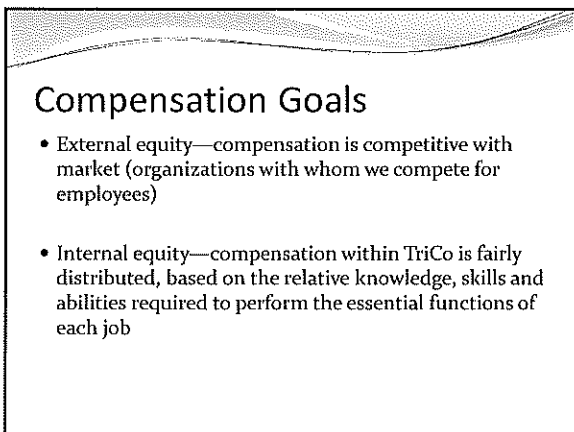 Compensation Goals
• External equity—compensation is competitive with
market (organizations with whom we compete for
employees)
• Internal equity—compensation within TriCo is fairly
distributed, based on the relative knowledge, skills and
abilities required to perform the essential functions of
each job